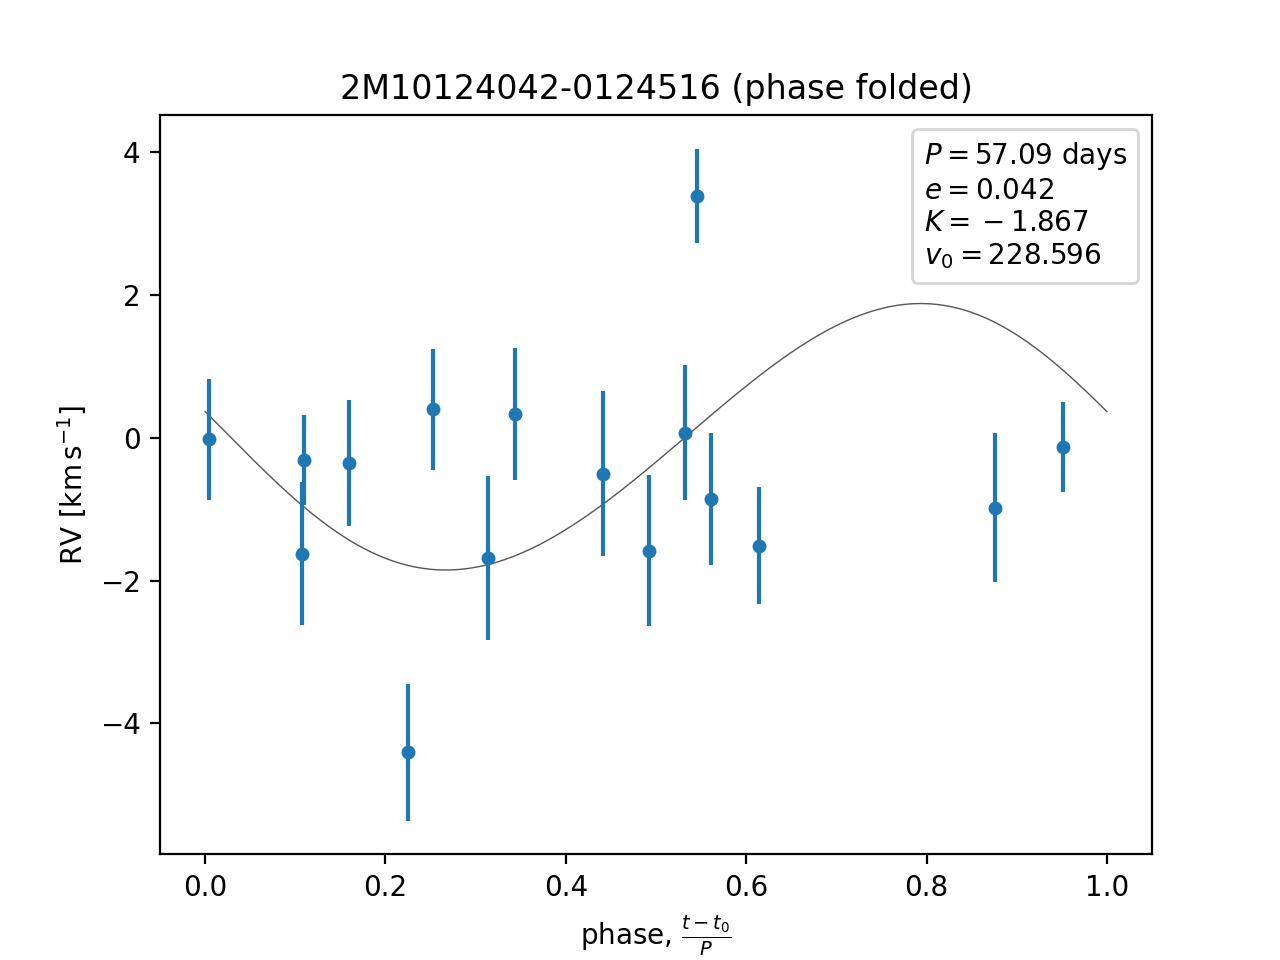 2M10124042-0124516 (phase folded)
P = 57.09 days
e = 0.042
K = −1.867
v₀ = 228.596
4
2
0
−2
−4
RV [km s⁻¹]
0.0 0.2 0.4 0.6 0.8 1.0
phase, (t − t₀)/P